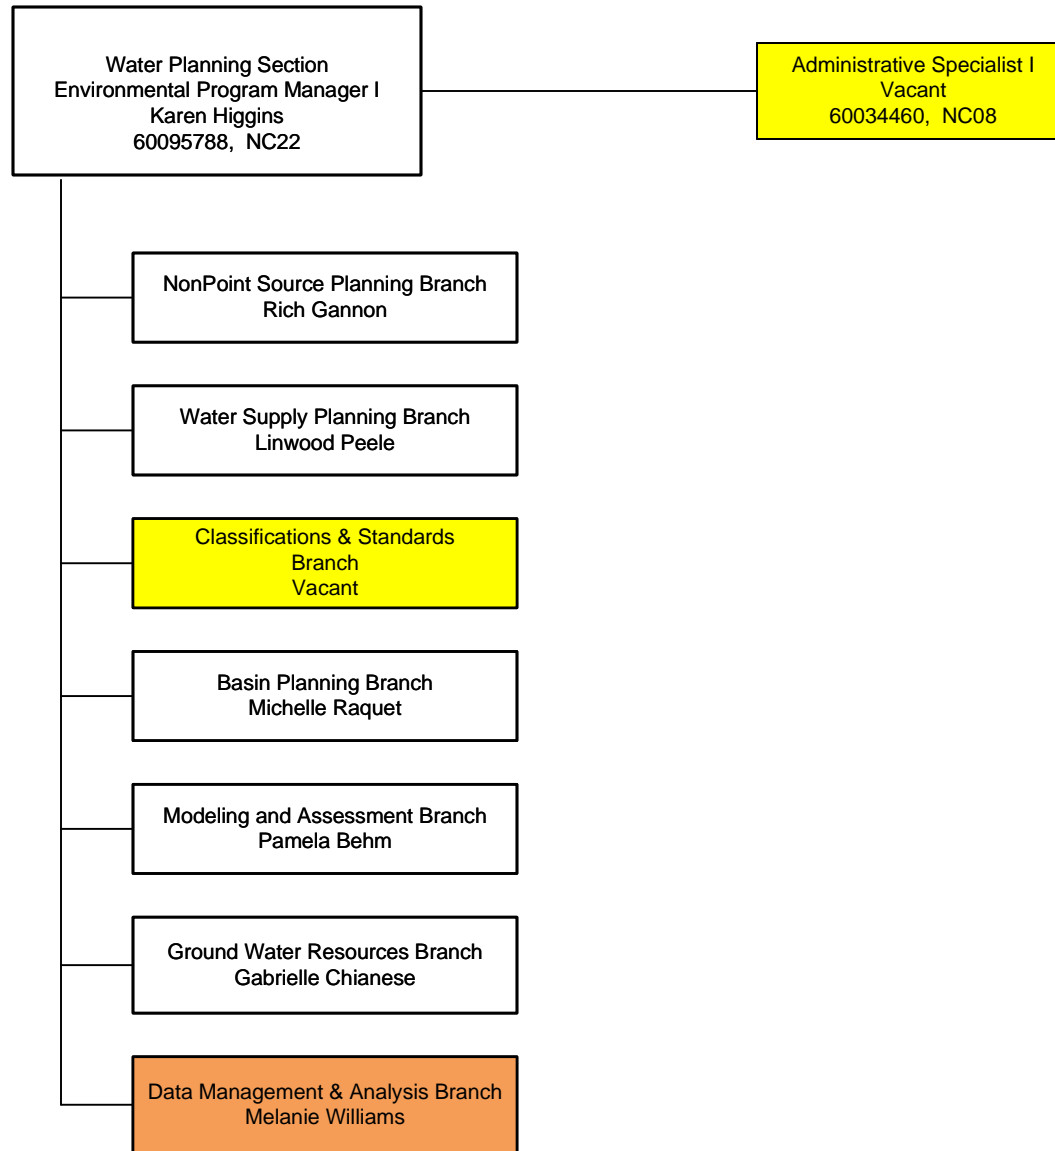 Water Planning Section
Environmental Program Manager I
Karen Higgins
60095788, NC22
Administrative Specialist I
Vacant
60034460, NC08
NonPoint Source Planning Branch
Rich Gannon
Water Supply Planning Branch
Linwood Peele
Classifications & Standards
Branch
Vacant
Basin Planning Branch
Michelle Raquet
Modeling and Assessment Branch
Pamela Behm
Ground Water Resources Branch
Gabrielle Chianese
Data Management & Analysis Branch
Melanie Williams